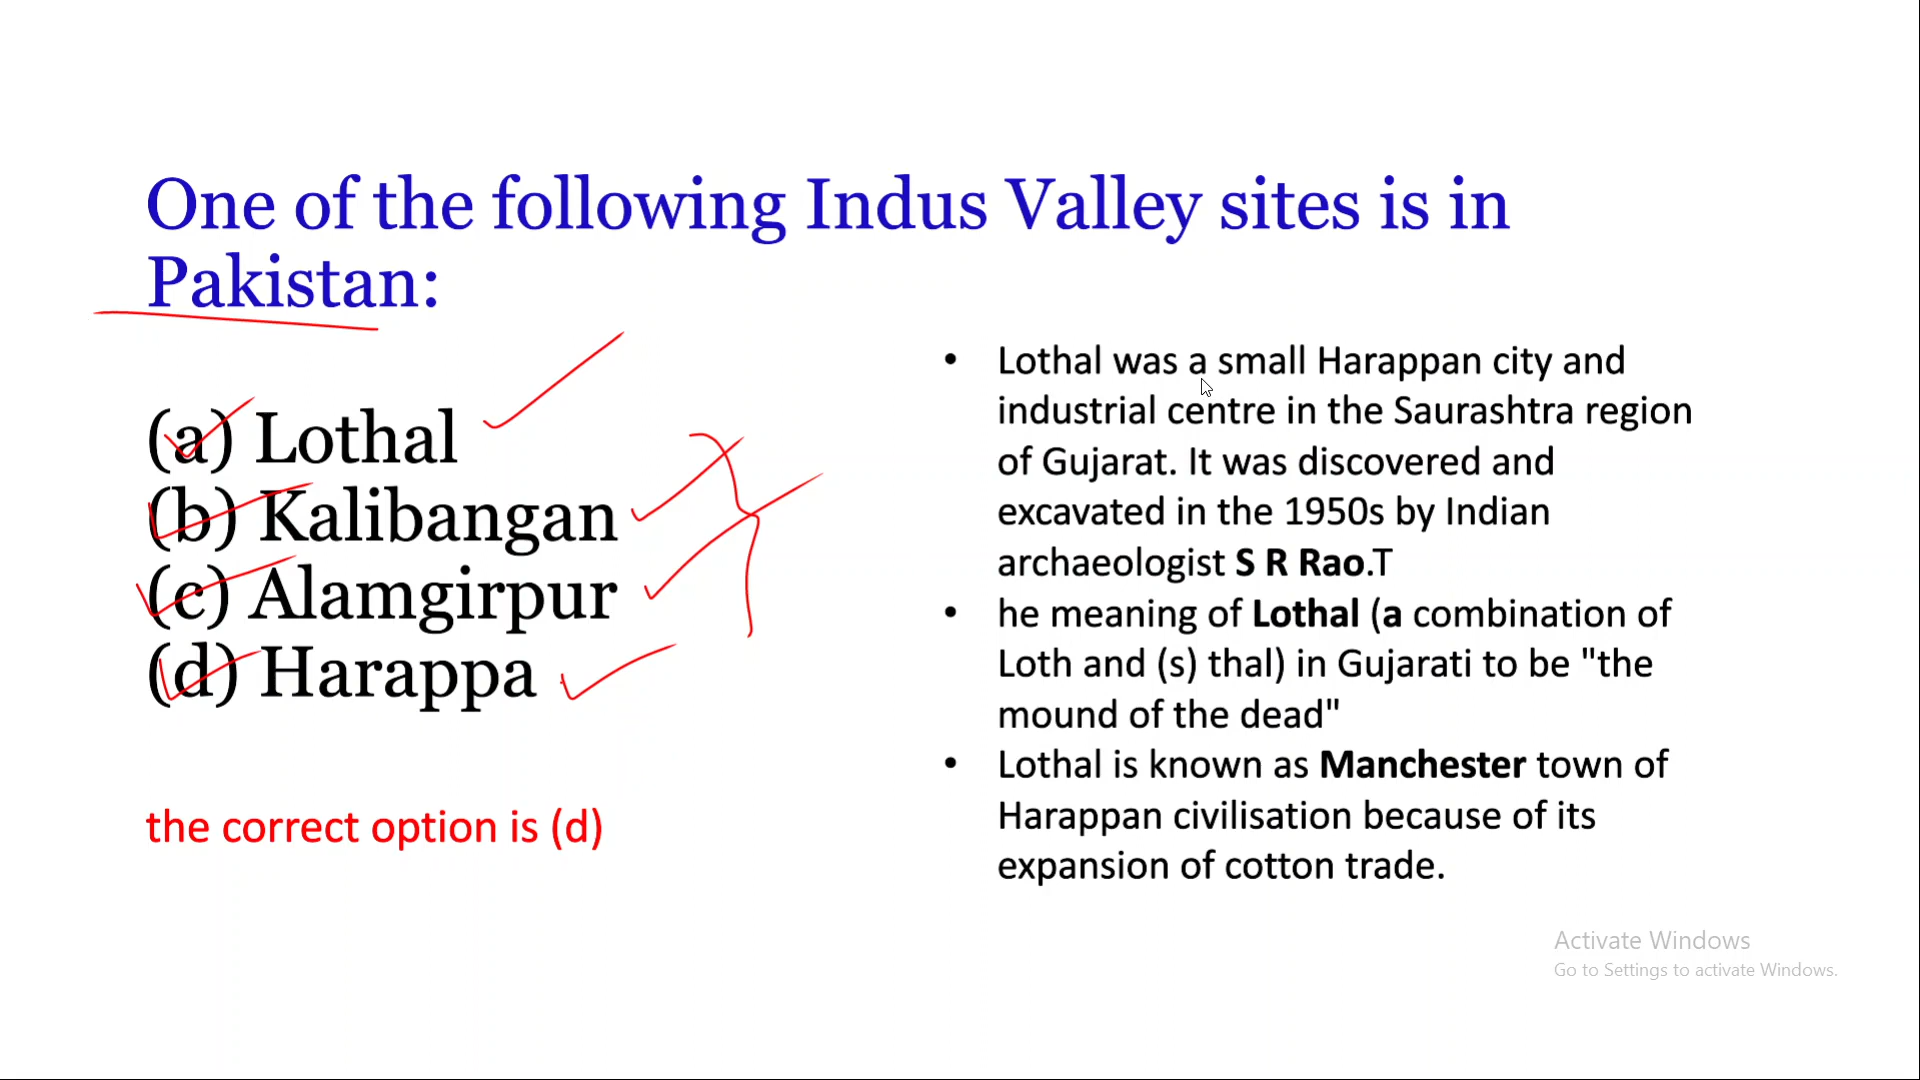 One of the following Indus Valley sites is in
Pakistan:
(a) Lothal
(b) Kalibangan
(c) Alamgirpur
(d) Harappa
the correct option is (d)
• Lothal was a small Harappan city and
industrial centre in the Saurashtra region
of Gujarat. It was discovered and
excavated in the 1950s by Indian
archaeologist S R Rao.T
• he meaning of Lothal (a combination of
Loth and (s) thal) in Gujarati to be "the
mound of the dead"
• Lothal is known as Manchester town of
Harappan civilisation because of its
expansion of cotton trade.
Activate Windows
Go to Settings to activate Windows.